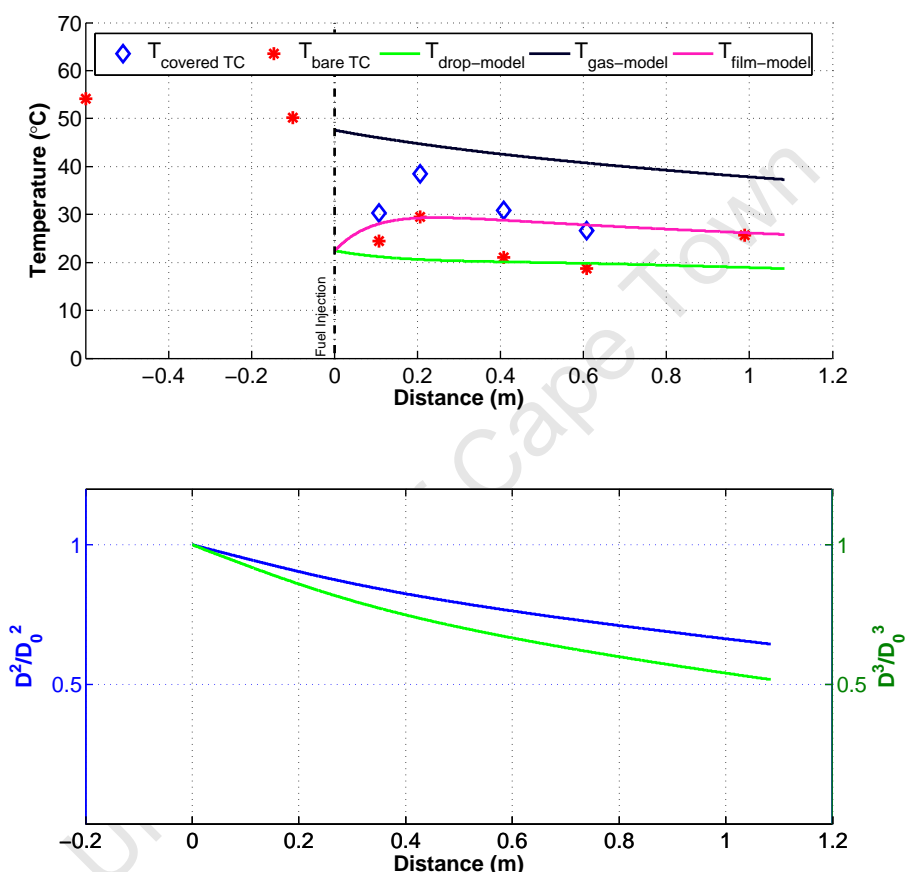 70
60
50
40
30
20
10
0
Temperature (°C)
T covered TC T bare TC T drop−model T gas−model T film−model
Fuel Injection
−0.4 −0.2 0 0.2 0.4 0.6 0.8 1 1.2
Distance (m)
Cape Town
1
0.5
D²/D₀²
1
0.5
D³/D₀³
−0.2 0 0.2 0.4 0.6 0.8 1 1.2
Distance (m)